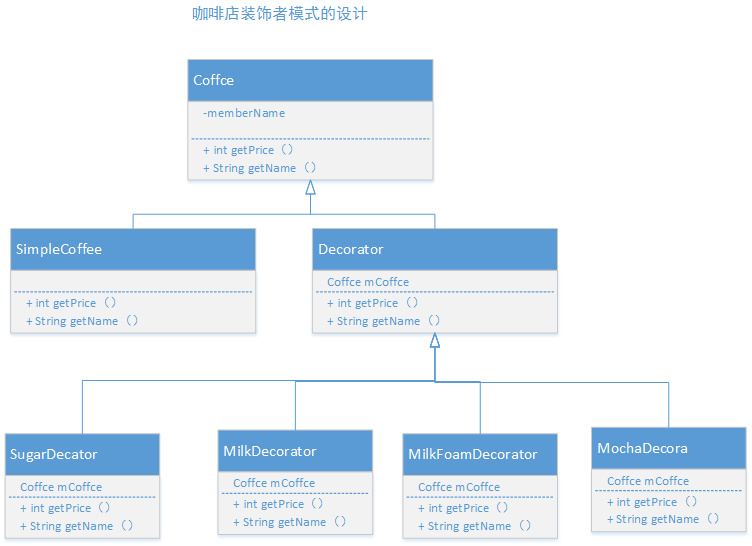 咖啡店装饰者模式的设计
Coffce
-memberName
+ int getPrice（）
+ String getName（）
SimpleCoffee
+ int getPrice（）
+ String getName（）
Decorator
Coffce mCoffce
+ int getPrice（）
+ String getName（）
SugarDecator
Coffce mCoffce
+ int getPrice（）
+ String getName（）
MilkDecorator
Coffce mCoffce
+ int getPrice（）
+ String getName（）
MilkFoamDecorator
Coffce mCoffce
+ int getPrice（）
+ String getName（）
MochaDecora
Coffce mCoffce
+ int getPrice（）
+ String getName（）